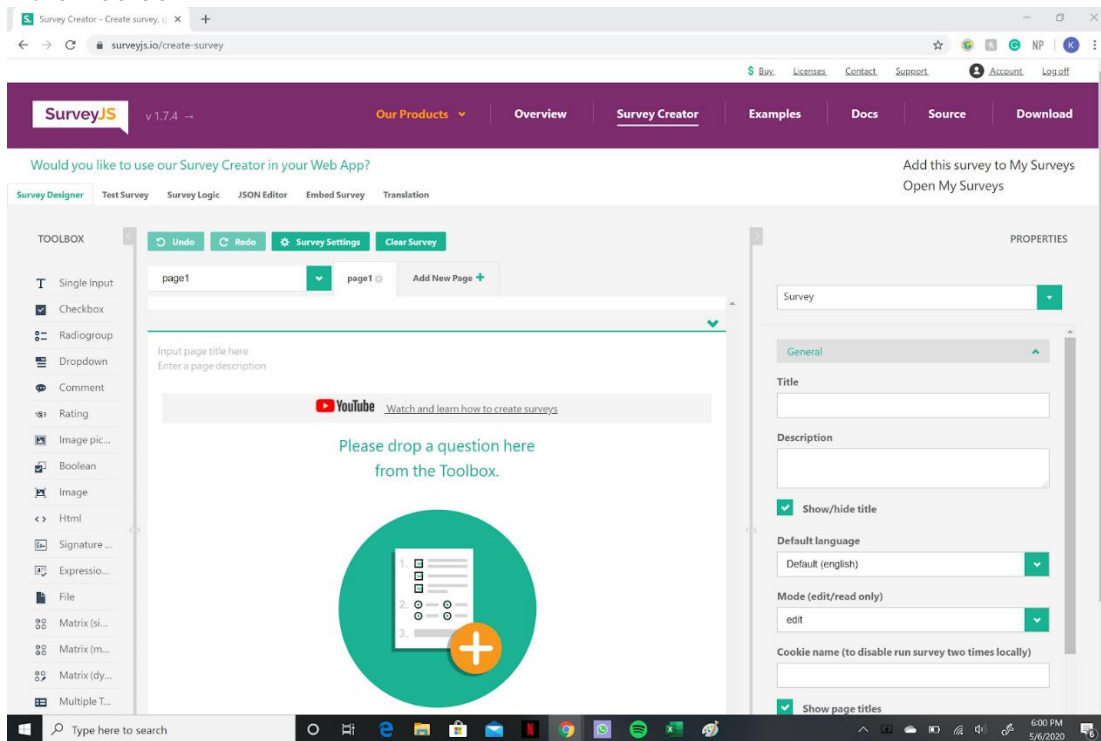 Survey Creator - Create survey, q
surveyjs.io/create-survey
NP K
$ Buy Licenses Contact Support Account Log off
SurveyJS v 1.7.4 → Our Products Overview Survey Creator Examples Docs Source Download
Would you like to use our Survey Creator in your Web App?
Add this survey to My Surveys
Open My Surveys
Survey Designer Test Survey Survey Logic JSON Editor Embed Survey Translation
TOOLBOX
Undo Redo Survey Settings Clear Survey
PROPERTIES
page1 page1 Add New Page +
Survey
Single Input
Checkbox
Radiogroup
Dropdown
Comment
Rating
Image pic...
Boolean
Image
Html
Signature ...
Expressio...
File
Matrix (si...
Matrix (m...
Matrix (dy...
Multiple T...
Input page title here
Enter a page description
YouTube Watch and learn how to create surveys
Please drop a question here
from the Toolbox.
1.
2.
3.
General
Title
Description
Show/hide title
Default language
Default (english)
Mode (edit/read only)
edit
Cookie name (to disable run survey two times locally)
Show page titles
Type here to search
6:00 PM
5/6/2020